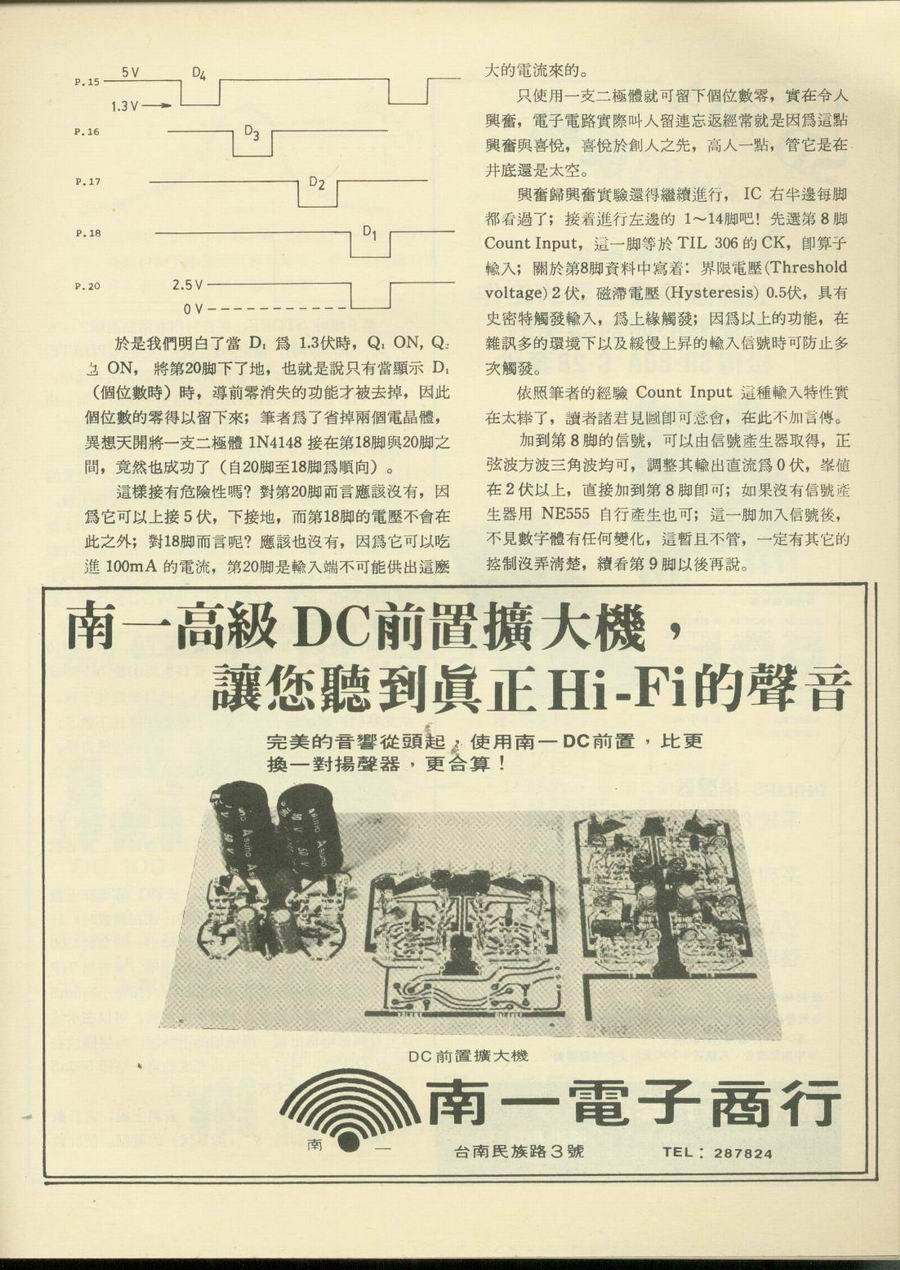 5V D4
P.15
1.3V
P.16 D3
P.17 D2
P.18 D1
P.20 2.5V
0V
於是我們明白了當 D₁ 爲 1.3伏時，Q₁ ON, Q₂
也 ON， 將第20脚下了地，也就是說只有當顯示 D₁
（個位數時）時，導前零消失的功能才被去掉，因此
個位數的零得以留下來；筆者爲了省掉兩個電晶體，
異想天開將一支二極體 1N4148 接在第18脚與20脚之
間，竟然也成功了（自20脚至18脚爲順向）。
這樣接有危險性嗎？對第20脚而言應該沒有，因
爲它可以上接 5 伏，下接地，而第18脚的電壓不會在
此之外；對18脚而言呢？應該也沒有，因爲它可以吃
進 100mA 的電流，第20脚是輸入端不可能供出這麽
大的電流來的。
只使用一支二極體就可留下個位數零，實在令人
興奮，電子電路實際叫人留連忘返經常就是因爲這點
興奮與喜悅，喜悅於創人之先，高人一點，管它是在
井底還是太空。
興奮歸興奮實驗還得繼續進行， IC 右半邊每脚
都看過了；接着進行左邊的 1～14脚吧！先選第 8 脚
Count Input，這一脚等於 TIL 306 的 CK，卽算子
輸入；關於第8脚資料中寫着：界限電壓 (Threshold
voltage) 2 伏，磁滯電壓 (Hysteresis) 0.5伏，具有
史密特觸發輸入，爲上緣觸發；因爲以上的功能，在
雜訊多的環境下以及緩慢上昇的輸入信號時可防止多
次觸發。
依照筆者的經驗 Count Input 這種輸入特性實
在太棒了，讀者諸君見圖卽可意會，在此不加言傳。
加到第 8 脚的信號，可以由信號產生器取得，正
弦波方波三角波均可，調整其輸出直流爲 0 伏，峯値
在 2 伏以上，直接加到第 8 脚卽可；如果沒有信號產
生器用 NE555 自行產生也可；這一脚加入信號後，
不見數字體有任何變化，這暫且不管，一定有其它的
控制沒弄淸楚，續看第 9 脚以後再說。
南一高級 DC前置擴大機，
讓您聽到眞正 Hi-Fi的聲音
完美的音響從頭起，使用南一DC前置，比更
換一對揚聲器，更合算！
DC前置擴大機
南一電子商行
南 一
台南民族路3號 TEL：287824